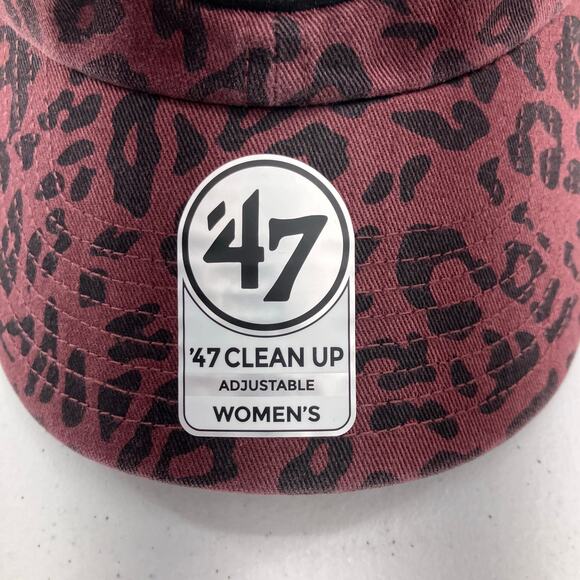 '47
'47 CLEAN UP
ADJUSTABLE
WOMEN'S